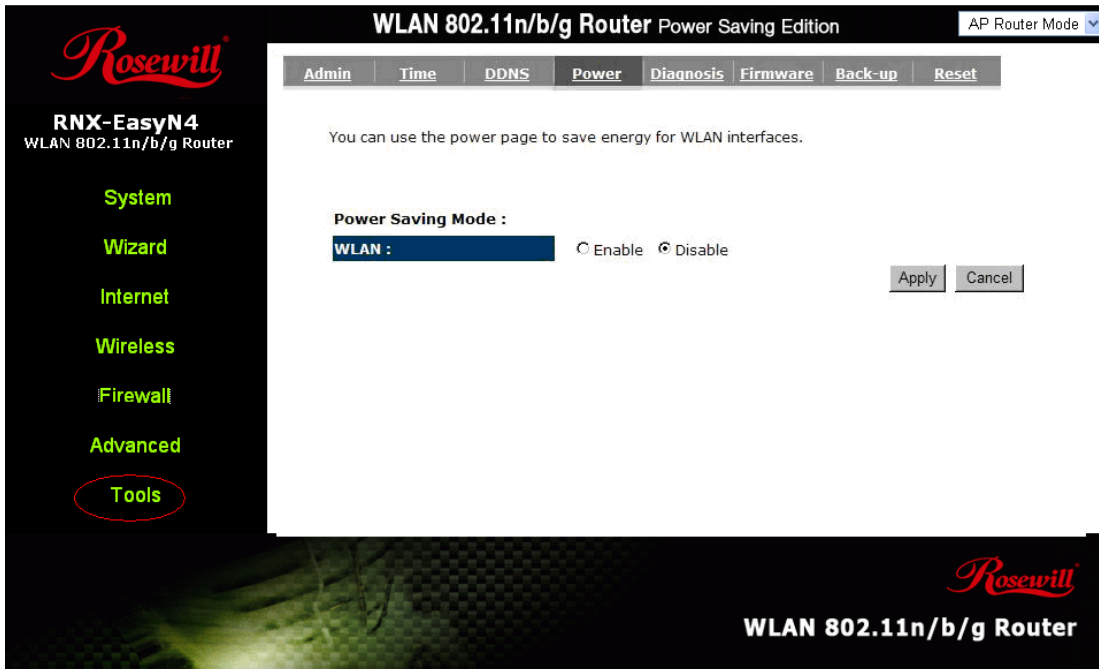 WLAN 802.11n/b/g Router Power Saving Edition
AP Router Mode
Rosewill
RNX-EasyN4
WLAN 802.11n/b/g Router
System
Wizard
Internet
Wireless
Firewall
Advanced
Tools
Admin Time DDNS Power Diagnosis Firmware Back-up Reset
You can use the power page to save energy for WLAN interfaces.
Power Saving Mode :
WLAN : Enable Disable
Apply Cancel
Rosewill
WLAN 802.11n/b/g Router